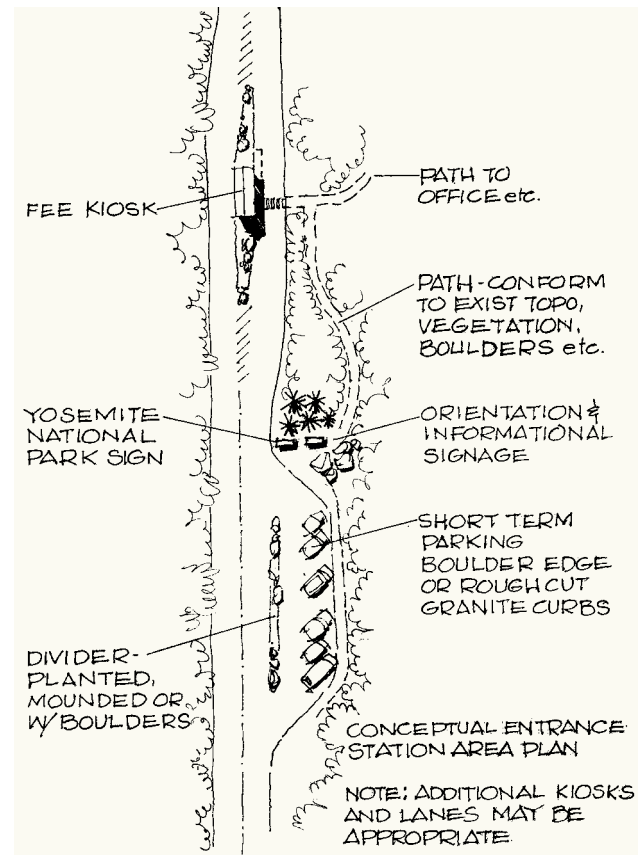 FEE KIOSK
PATH TO
OFFICE etc.
PATH-CONFORM
TO EXIST TOPO,
VEGETATION,
BOULDERS etc.
YOSEMITE
NATIONAL
PARK SIGN
ORIENTATION &
INFORMATIONAL
SIGNAGE
SHORT TERM
PARKING
BOULDER EDGE
OR ROUGH CUT
GRANITE CURBS
DIVIDER-
PLANTED,
MOUNDED OR
W/BOULDERS
CONCEPTUAL ENTRANCE
STATION AREA PLAN
NOTE: ADDITIONAL KIOSKS
AND LANES MAY BE
APPROPRIATE